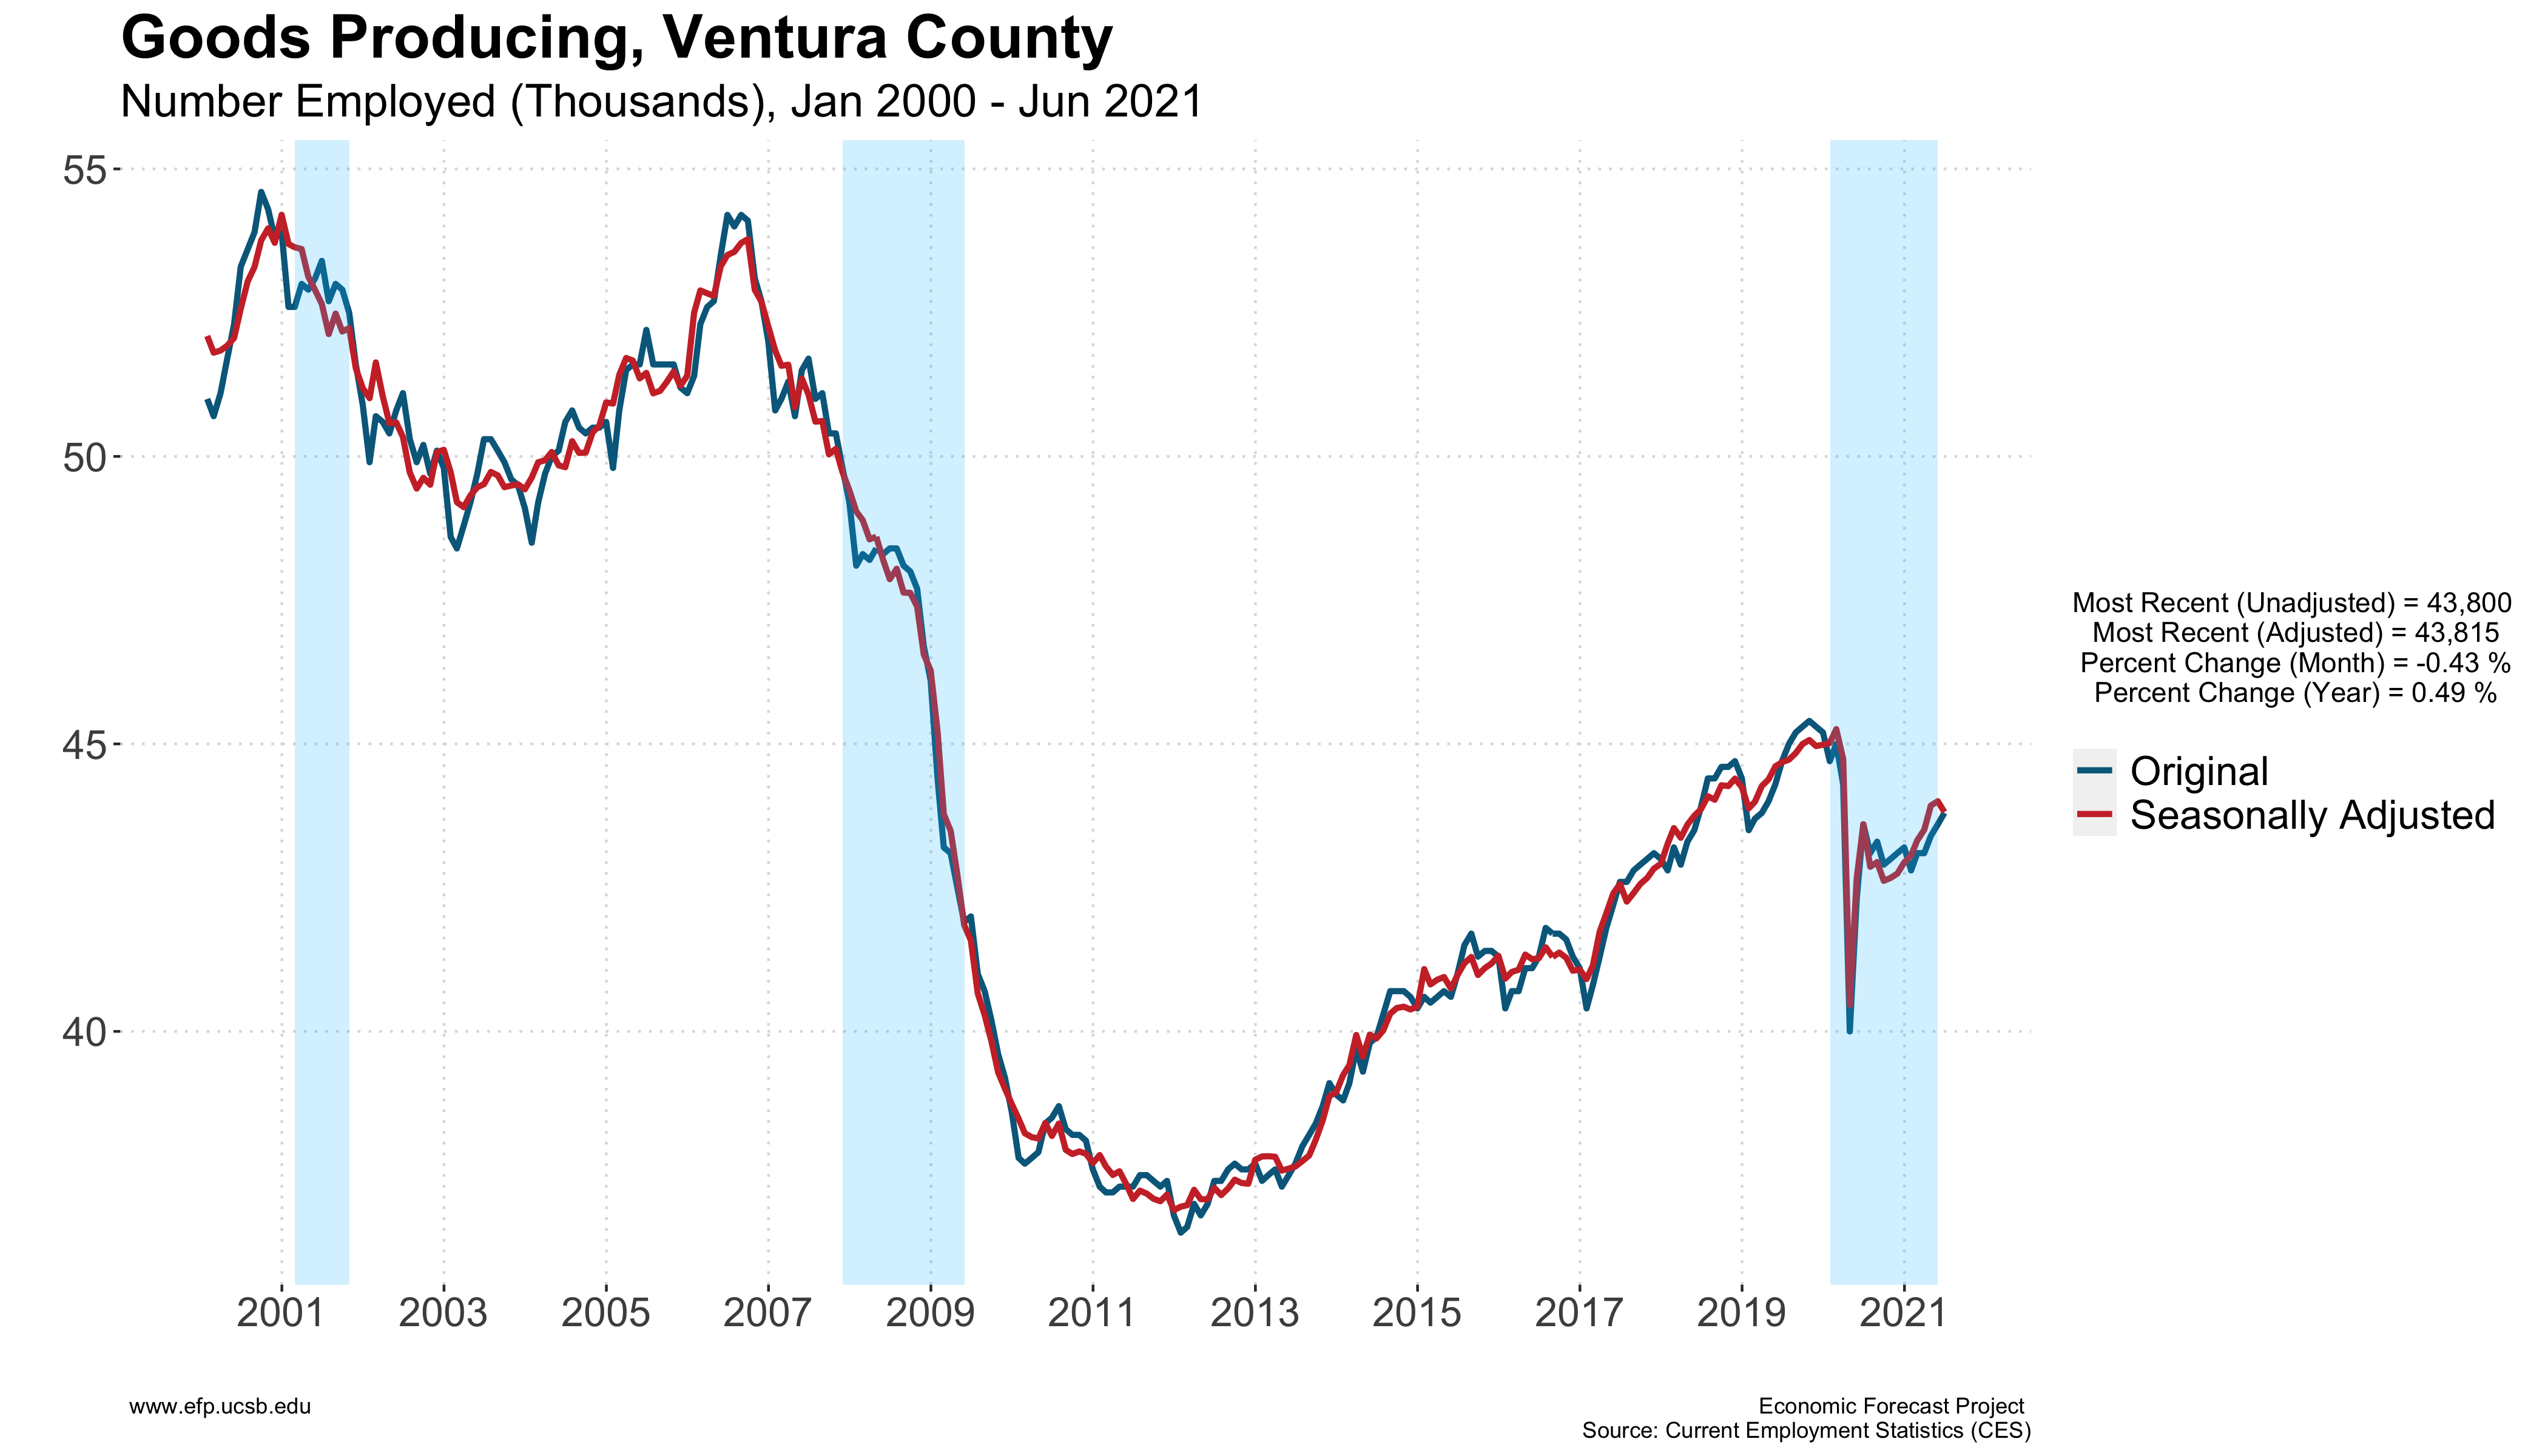 Goods Producing, Ventura County
Number Employed (Thousands), Jan 2000 - Jun 2021
55
50
45
40
2001 2003 2005 2007 2009 2011 2013 2015 2017 2019 2021
Most Recent (Unadjusted) = 43,800
Most Recent (Adjusted) = 43,815
Percent Change (Month) = -0.43 %
Percent Change (Year) = 0.49 %
Original
Seasonally Adjusted
www.efp.ucsb.edu
Economic Forecast Project
Source: Current Employment Statistics (CES)